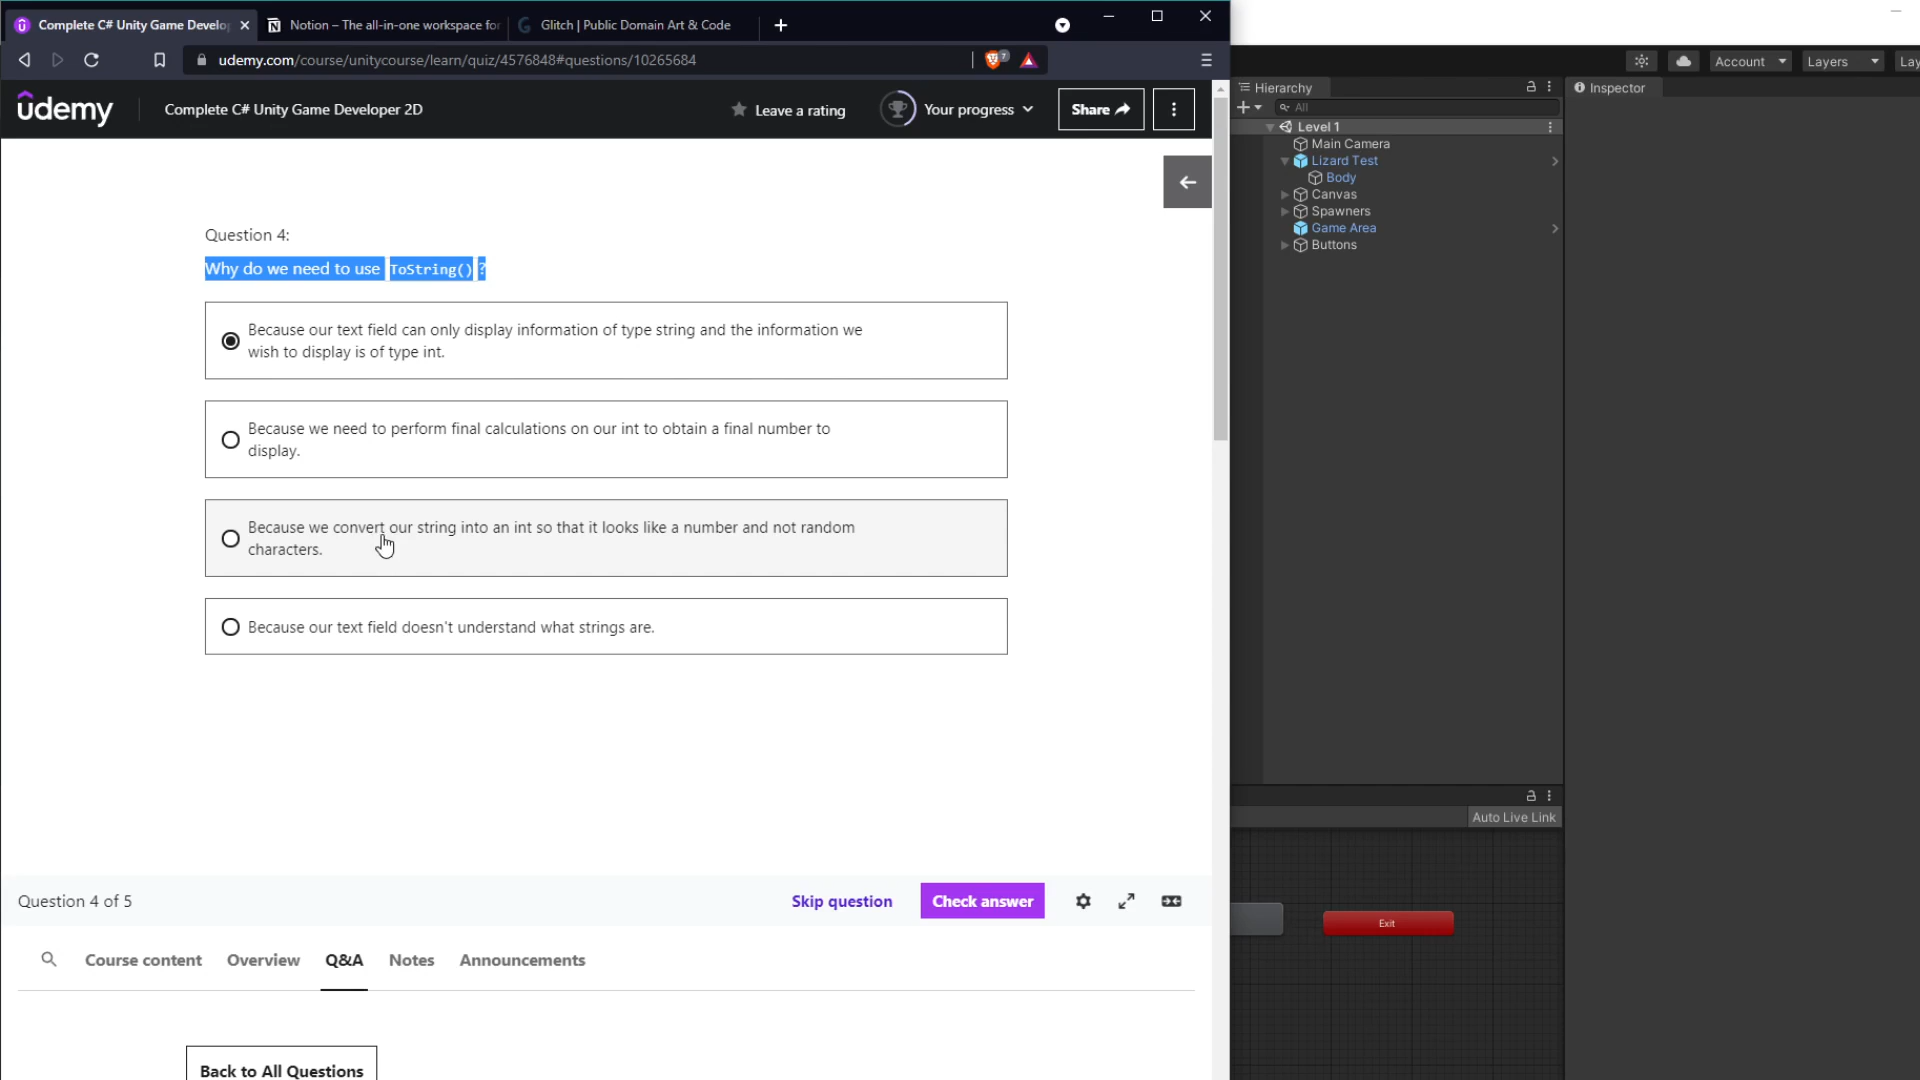 Complete C# Unity Game Develo
Notion – The all-in-one workspace for
Glitch | Public Domain Art & Code
udemy.com/course/unitycourse/learn/quiz/4576848#questions/10265684
7
udemy
Complete C# Unity Game Developer 2D
Leave a rating
Your progress
Share
Question 4:
Why do we need to use ToString() ?
Because our text field can only display information of type string and the information we
wish to display is of type int.
Because we need to perform final calculations on our int to obtain a final number to
display.
Because we convert our string into an int so that it looks like a number and not random
characters.
Because our text field doesn't understand what strings are.
Question 4 of 5
Skip question
Check answer
Course content
Overview
Q&A
Notes
Announcements
Back to All Questions
Account
Layers
Lay
Hierarchy
Inspector
All
Level 1
Main Camera
Lizard Test
Body
Canvas
Spawners
Game Area
Buttons
Auto Live Link
Exit